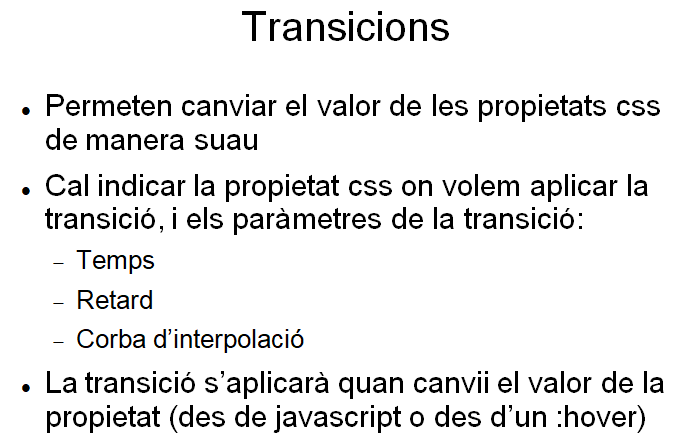 Transicions
● Permeten canviar el valor de les propietats css
de manera suau
● Cal indicar la propietat css on volem aplicar la
transició, i els paràmetres de la transició:
– Temps
– Retard
– Corba d’interpolació
● La transició s’aplicarà quan canvii el valor de la
propietat (des de javascript o des d’un :hover)